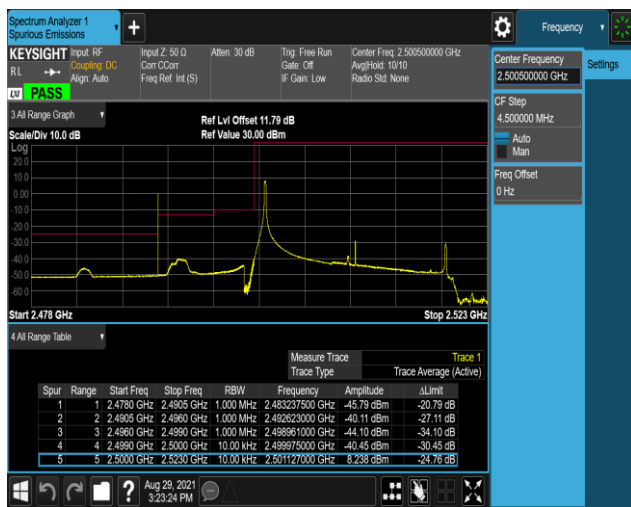 Spectrum Analyzer 1
Spurious Emissions
Frequency
KEYSIGHT Input: RF Input Z: 50 Ω Atten: 30 dB Trig: Free Run Center Freq: 2.500500000 GHz
RL Coupling: DC Corr CCorr Gate: Off Avg|Hold: 10/10
Align: Auto Freq Ref: Int (S) IF Gain: Low Radio Std: None
LXI PASS
Center Frequency
2.500500000 GHz
Settings
CF Step
4.500000 MHz
Auto
Man
Freq Offset
0 Hz
3 All Range Graph
Ref Lvl Offset 11.79 dB
Scale/Div 10.0 dB Ref Value 30.00 dBm
Log
20.0
10.0
0.00
-10.0
-20.0
-30.0
-40.0
-50.0
-60.0
Start 2.478 GHz Stop 2.523 GHz
4 All Range Table
Measure Trace Trace 1
Trace Type Trace Average (Active)
Spur Range Start Freq Stop Freq RBW Frequency Amplitude ΔLimit
1 1 2.4780 GHz 2.4905 GHz 1.000 MHz 2.483237500 GHz -45.79 dBm -20.79 dB
2 2 2.4905 GHz 2.4960 GHz 1.000 MHz 2.492623000 GHz -40.11 dBm -27.11 dB
3 3 2.4960 GHz 2.4990 GHz 1.000 MHz 2.498961000 GHz -44.10 dBm -34.10 dB
4 4 2.4990 GHz 2.5000 GHz 10.00 kHz 2.499975000 GHz -40.45 dBm -30.45 dB
5 5 2.5000 GHz 2.5230 GHz 10.00 kHz 2.501127000 GHz 8.238 dBm -24.76 dB
? Aug 29, 2021
3:23:24 PM